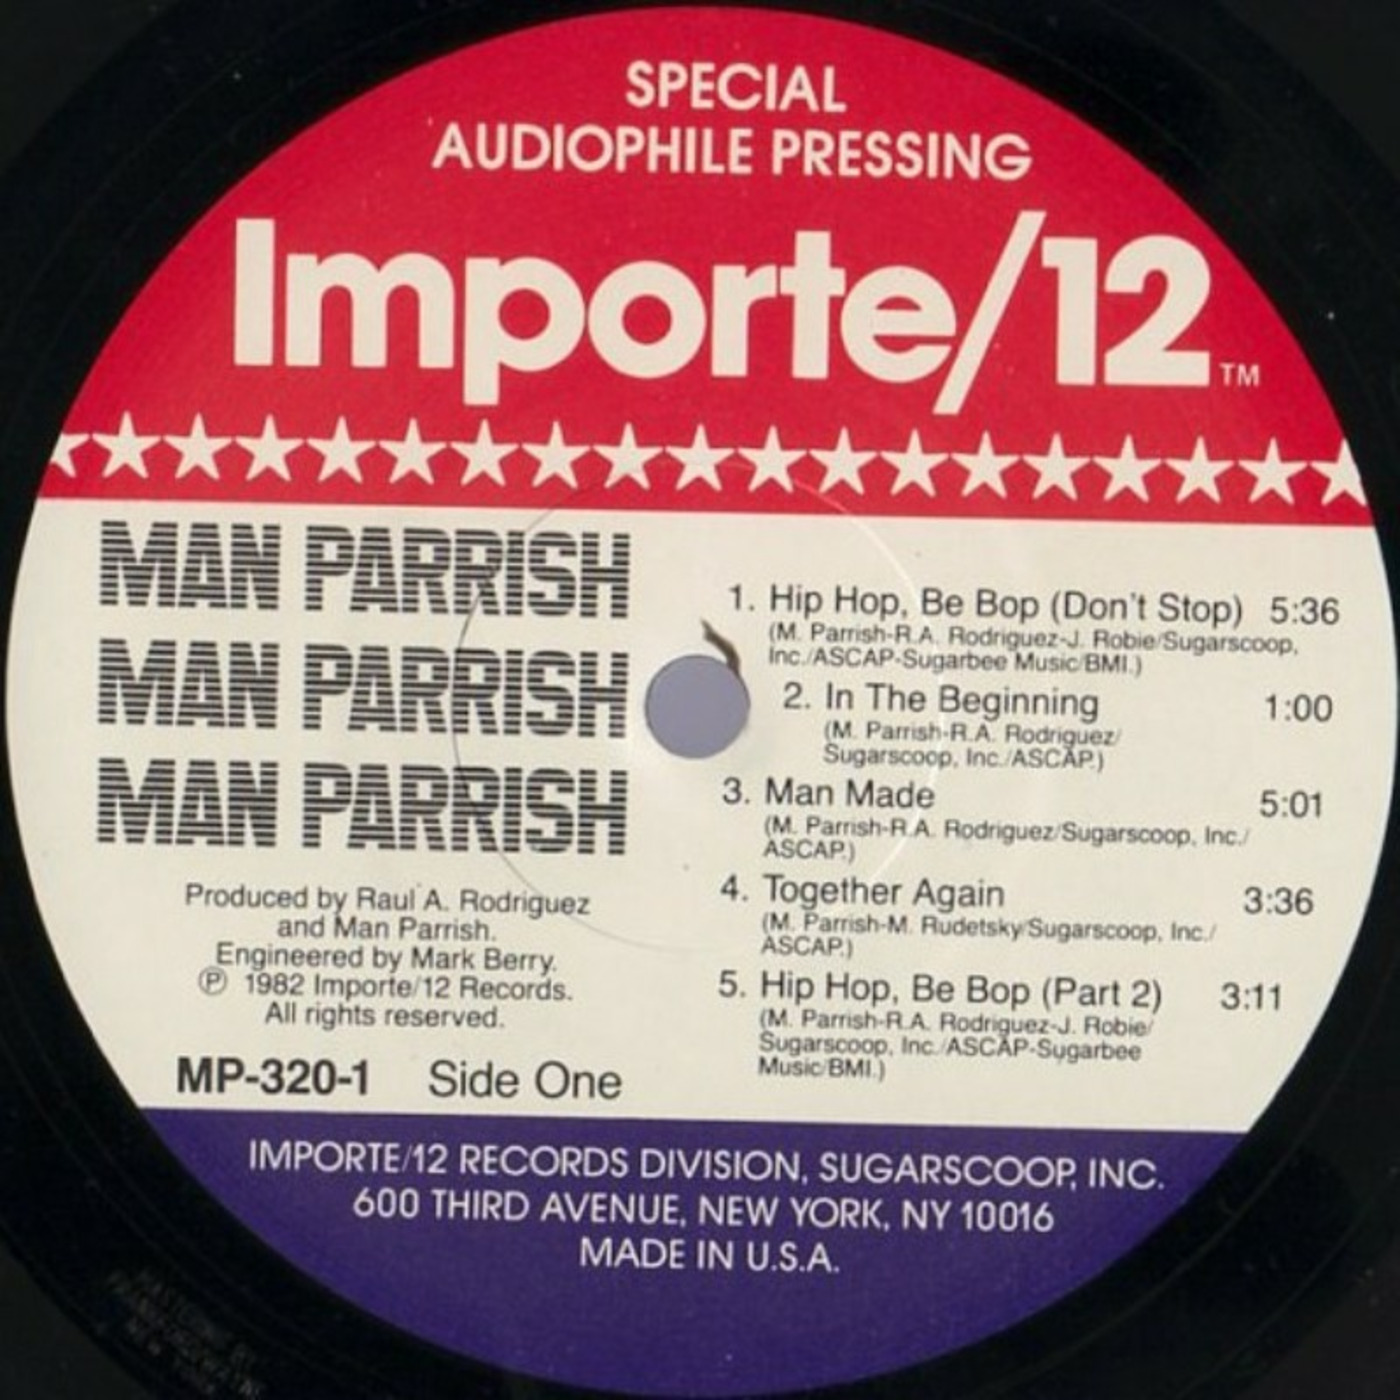 SPECIAL
AUDIOPHILE PRESSING
Importe/12 TM
MAN PARRISH
MAN PARRISH
MAN PARRISH
Produced by Raul A. Rodriguez
and Man Parrish.
Engineered by Mark Berry.
Ⓟ 1982 Importe/12 Records.
All rights reserved.
MP-320-1 Side One
1. Hip Hop, Be Bop (Don't Stop) 5:36
(M. Parrish-R.A. Rodriguez-J. Robie/Sugarscoop,
Inc./ASCAP-Sugarbee Music/BMI.)
2. In The Beginning 1:00
(M. Parrish-R.A. Rodriguez/
Sugarscoop, Inc./ASCAP.)
3. Man Made 5:01
(M. Parrish-R.A. Rodriguez/Sugarscoop, Inc./
ASCAP.)
4. Together Again 3:36
(M. Parrish-M. Rudetsky/Sugarscoop, Inc./
ASCAP.)
5. Hip Hop, Be Bop (Part 2) 3:11
(M. Parrish-R.A. Rodriguez-J. Robie/
Sugarscoop, Inc./ASCAP-Sugarbee
Music/BMI.)
IMPORTE/12 RECORDS DIVISION, SUGARSCOOP, INC.
600 THIRD AVENUE, NEW YORK, NY 10016
MADE IN U.S.A.